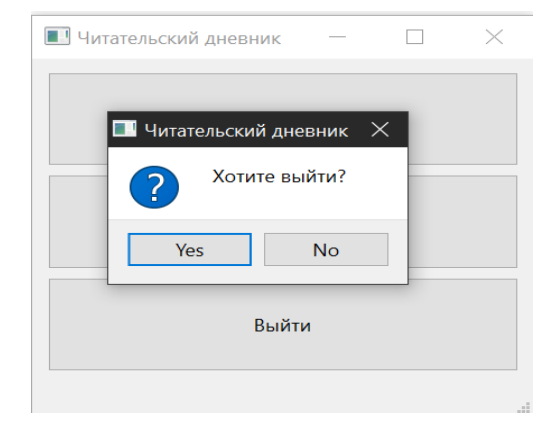 Читательский дневник
Читательский дневник
?
Хотите выйти?
Yes No
Выйти